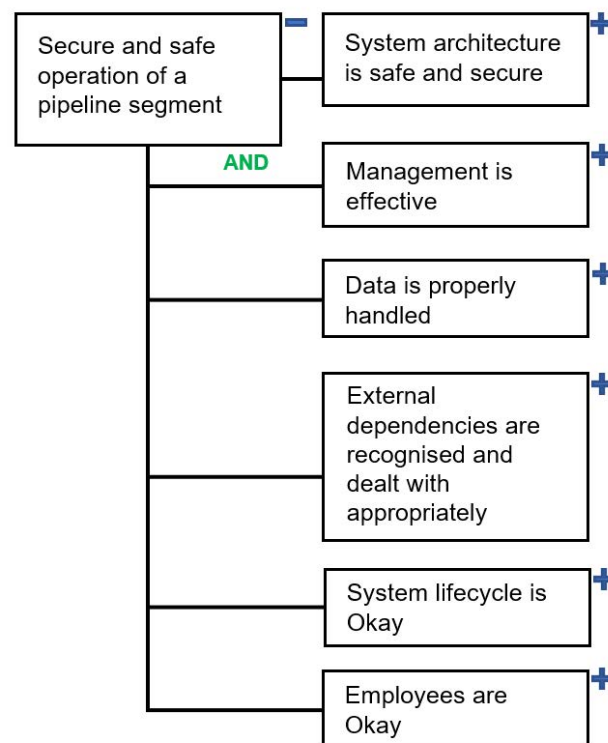 Secure and safe
operation of a
pipeline segment
System architecture
is safe and secure
AND
Management is
effective
Data is properly
handled
External
dependencies are
recognised and
dealt with
appropriately
System lifecycle is
Okay
Employees are
Okay